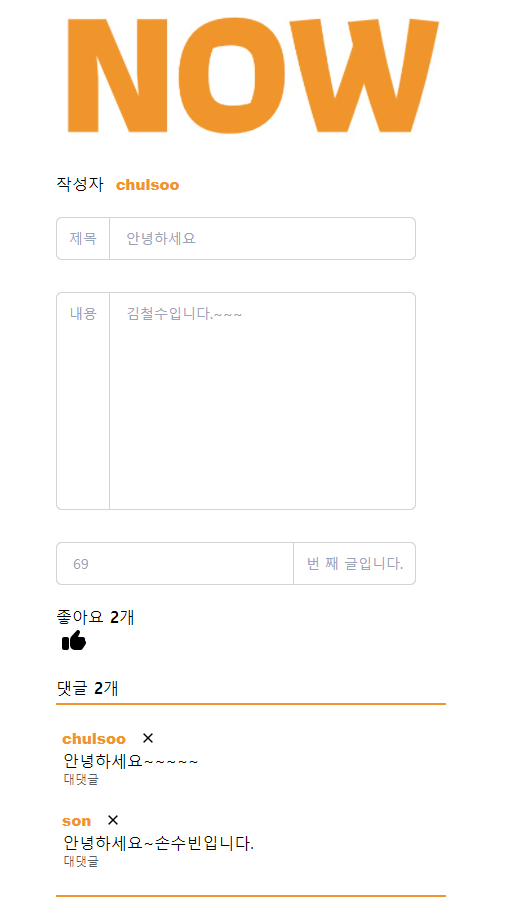 NOW
작성자 chulsoo
제목 안녕하세요
내용 김철수입니다.~~~
69 번 째 글입니다.
좋아요 2개
댓글 2개
chulsoo ✕
안녕하세요~~~~~
대댓글
son ✕
안녕하세요~손수빈입니다.
대댓글